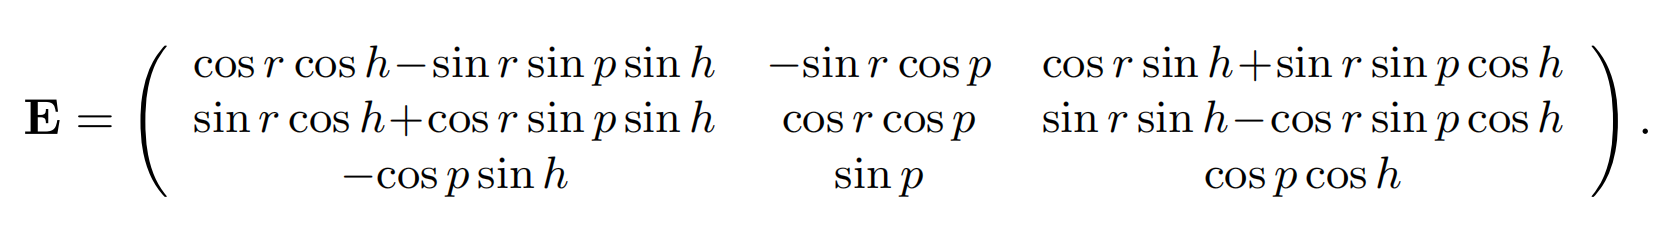 cos r cos h−sin r sin p sin h −sin r cos p cos r sin h+sin r sin p cos h
E = ( sin r cos h+cos r sin p sin h cos r cos p sin r sin h−cos r sin p cos h ) .
−cos p sin h sin p cos p cos h